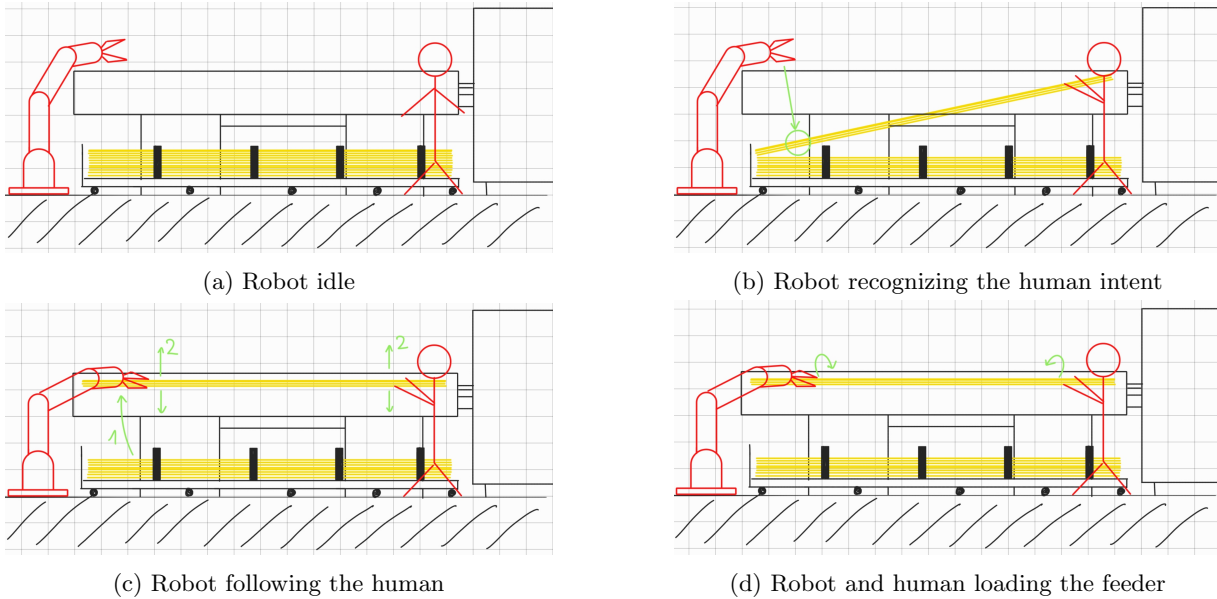 (a) Robot idle
(b) Robot recognizing the human intent
2
2
1
(c) Robot following the human
(d) Robot and human loading the feeder